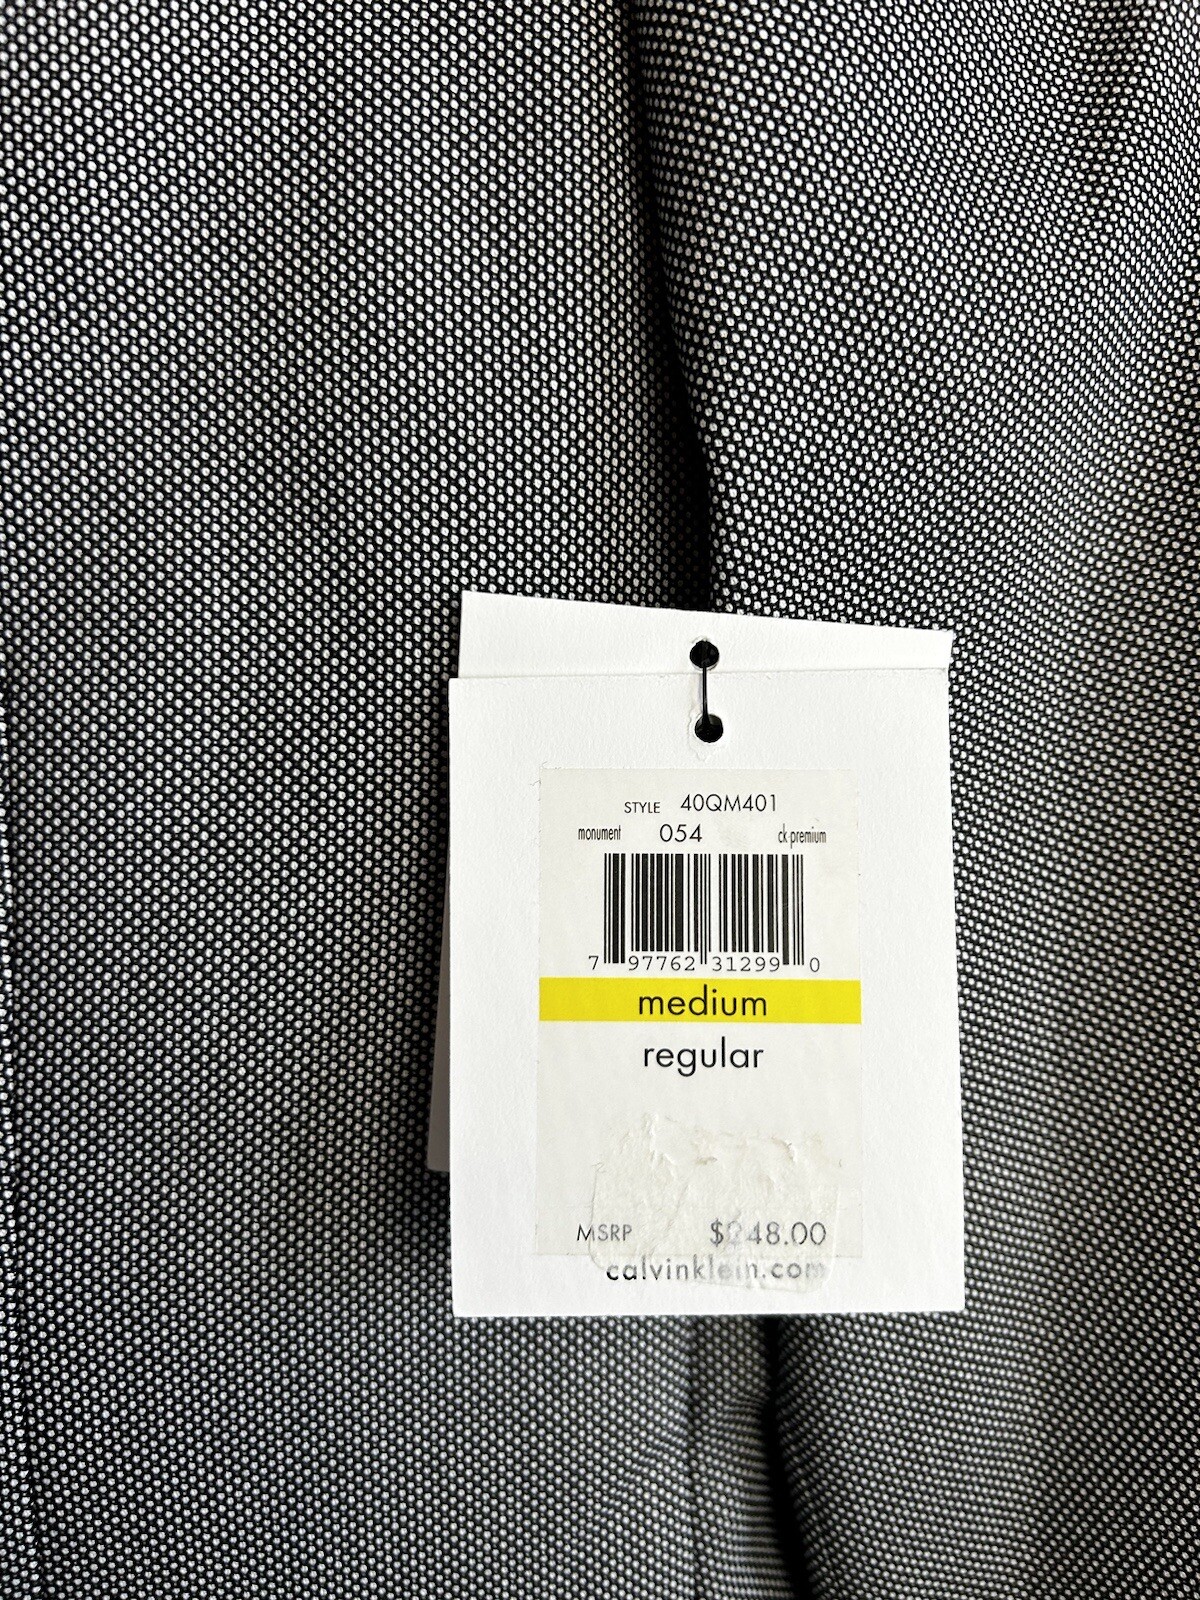 STYLE 40QM401
monument 054 ck premium
7 97762 31299 0
medium
regular
MSRP $248.00
calvinklein.com